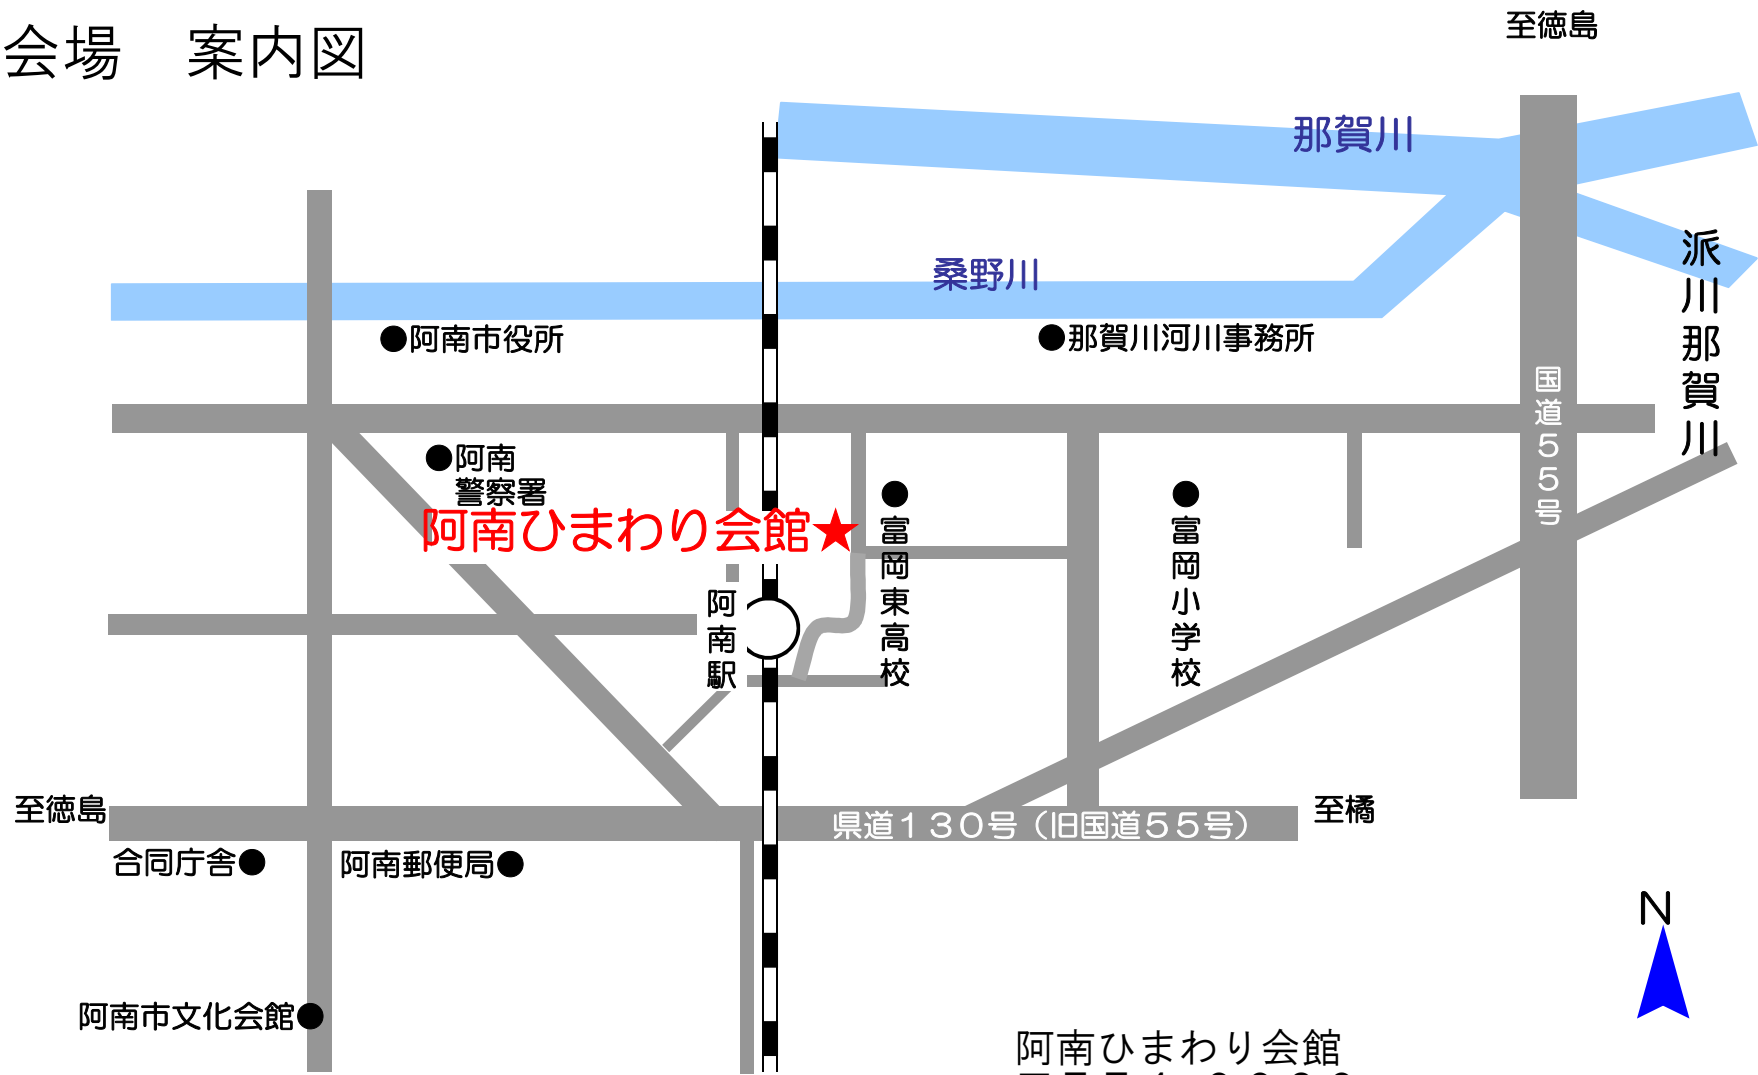 会場　案内図
至徳島
那賀川
桑野川
派川那賀川
●阿南市役所
●那賀川河川事務所
国道５５号
●阿南
警察署
阿南ひまわり会館★
●富岡東高校
●富岡小学校
阿南駅
至徳島
県道１３０号（旧国道５５号）
至橘
合同庁舎●
阿南郵便局●
N
阿南市文化会館●
阿南ひまわり会館